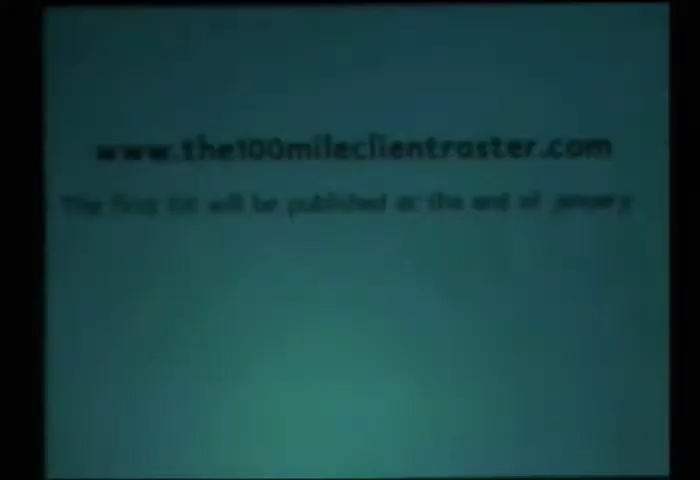 www.the100mileclientroster.com
The first list will be published at the end of january